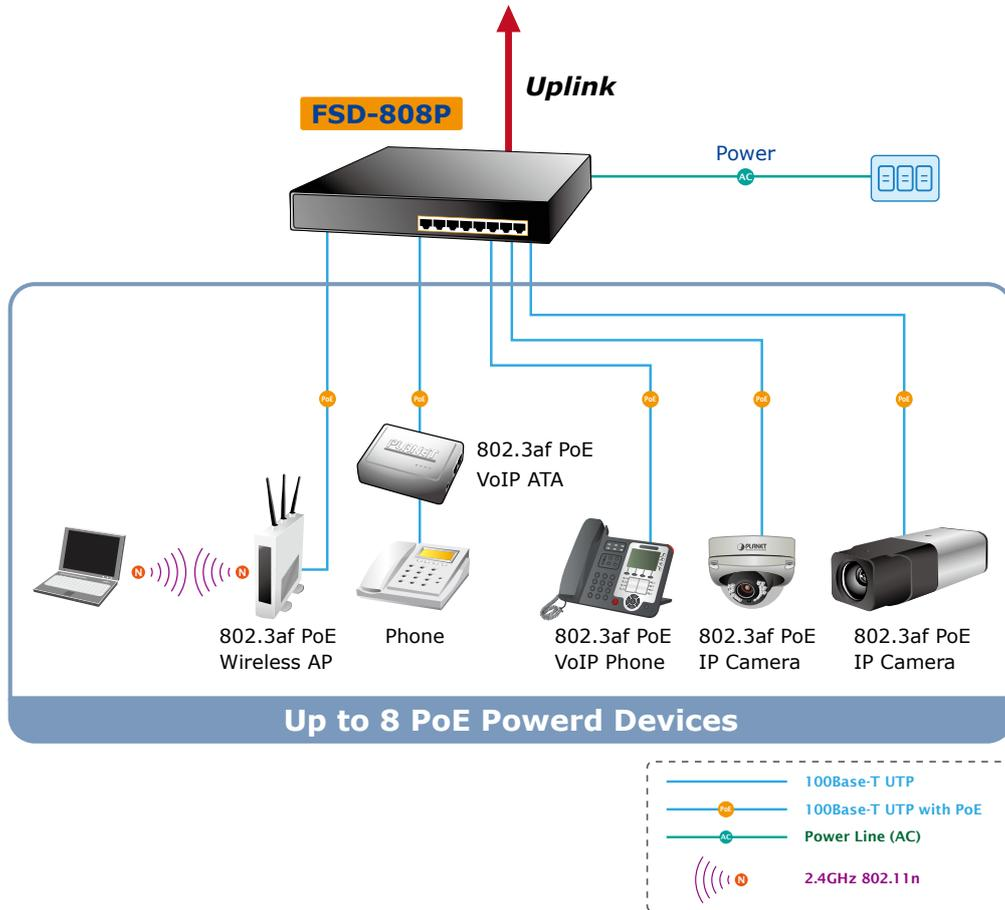 Uplink
FSD-808P
Power
AC
PoE
PoE
PoE
PoE
PoE
PLANET
802.3af PoE
VoIP ATA
N
N
PLANET
802.3af PoE
Wireless AP
Phone
802.3af PoE
VoIP Phone
802.3af PoE
IP Camera
802.3af PoE
IP Camera
Up to 8 PoE Powerd Devices
100Base-T UTP
PoE
100Base-T UTP with PoE
AC
Power Line (AC)
N
2.4GHz 802.11n